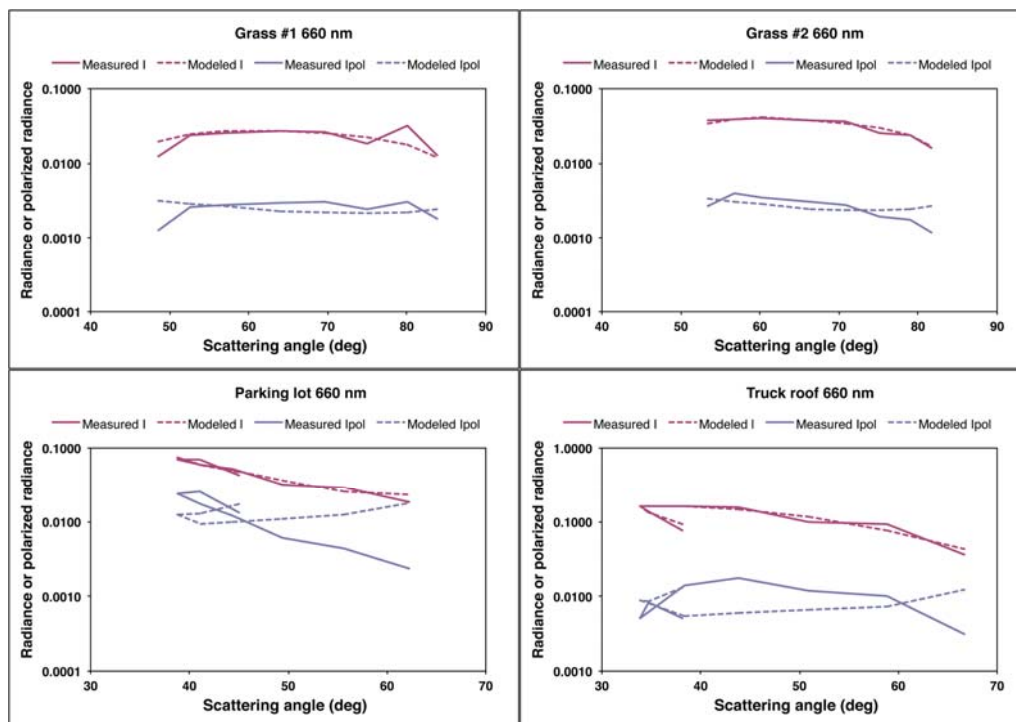 Grass #1 660 nm
Measured I Modeled I Measured Ipol Modeled Ipol
Radiance or polarized radiance
0.1000
0.0100
0.0010
0.0001
40 50 60 70 80 90
Scattering angle (deg)
Grass #2 660 nm
Measured I Modeled I Measured Ipol Modeled Ipol
Radiance or polarized radiance
0.1000
0.0100
0.0010
0.0001
40 50 60 70 80 90
Scattering angle (deg)
Parking lot 660 nm
Measured I Modeled I Measured Ipol Modeled Ipol
Radiance or polarized radiance
0.1000
0.0100
0.0010
0.0001
30 40 50 60 70
Scattering angle (deg)
Truck roof 660 nm
Measured I Modeled I Measured Ipol Modeled Ipol
Radiance or polarized radiance
1.0000
0.1000
0.0100
0.0010
30 40 50 60 70
Scattering angle (deg)